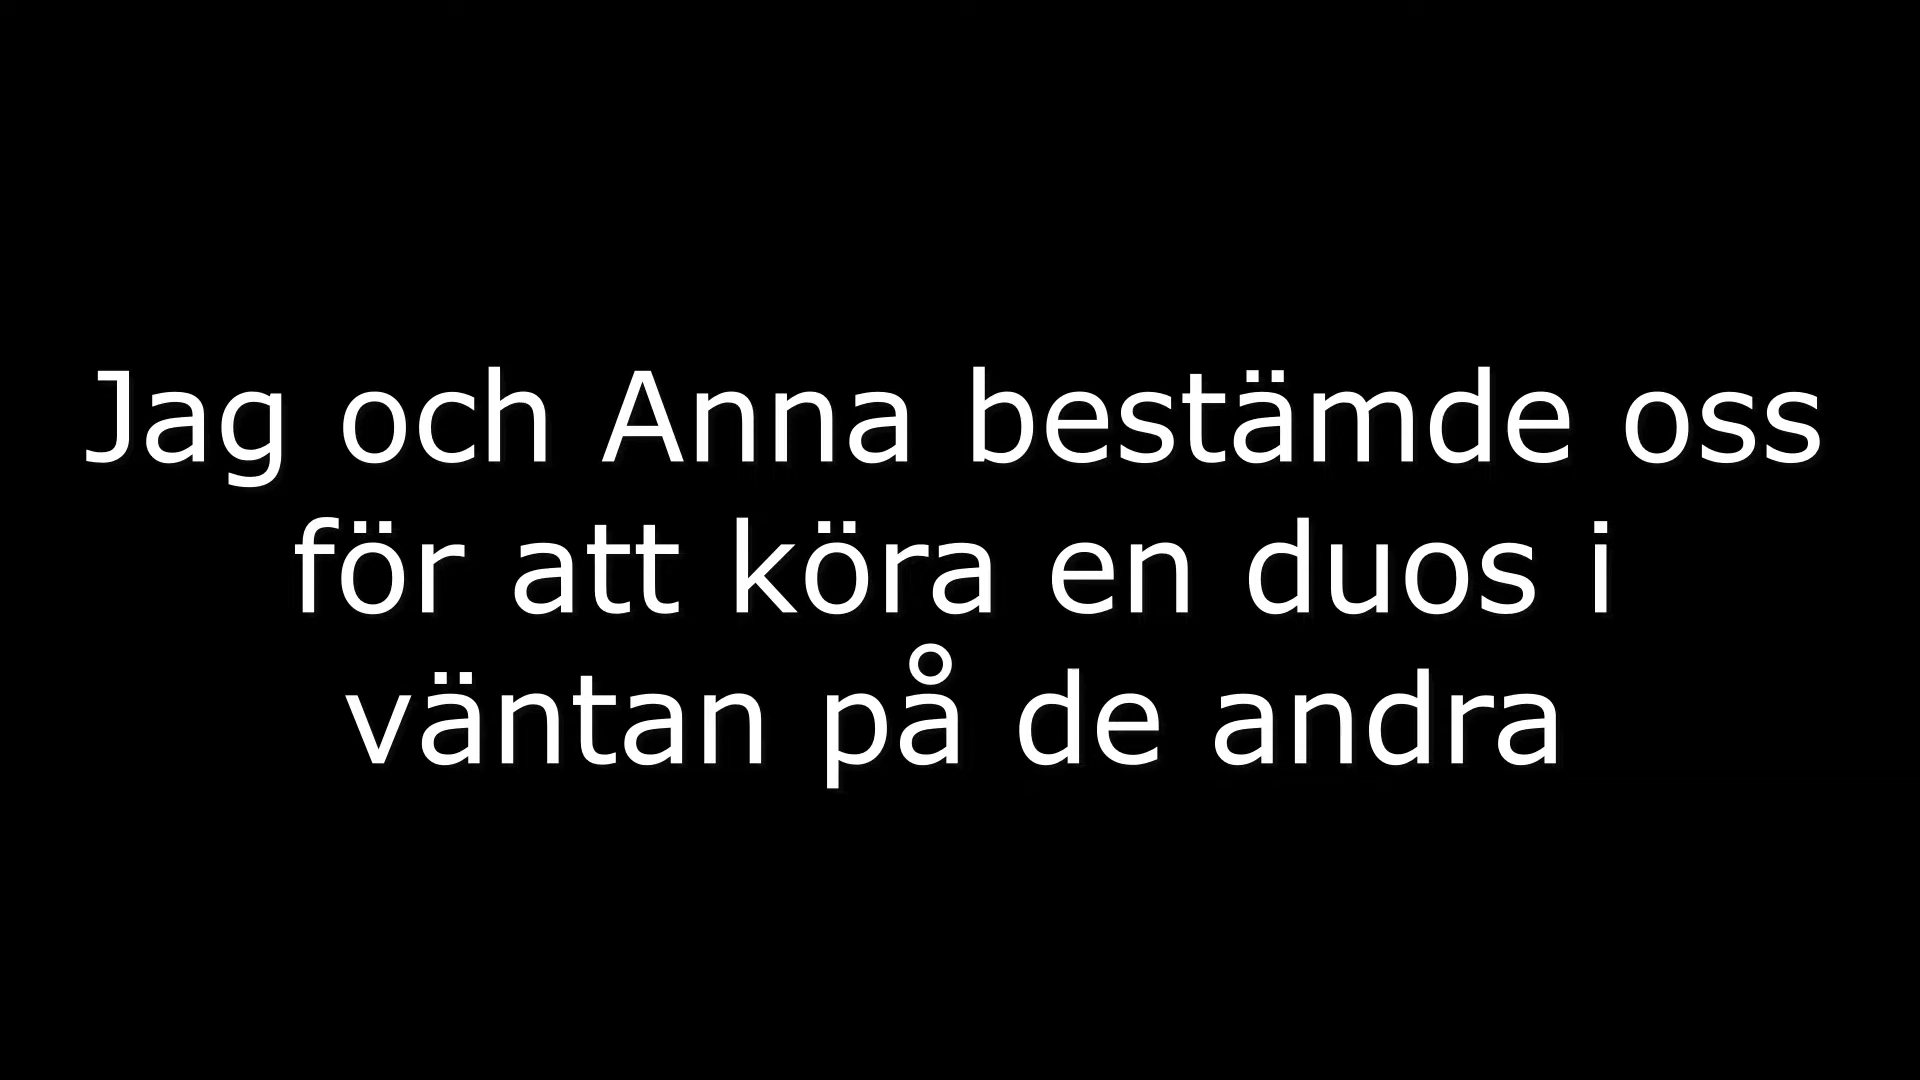 Jag och Anna bestämde oss
för att köra en duos i
väntan på de andra